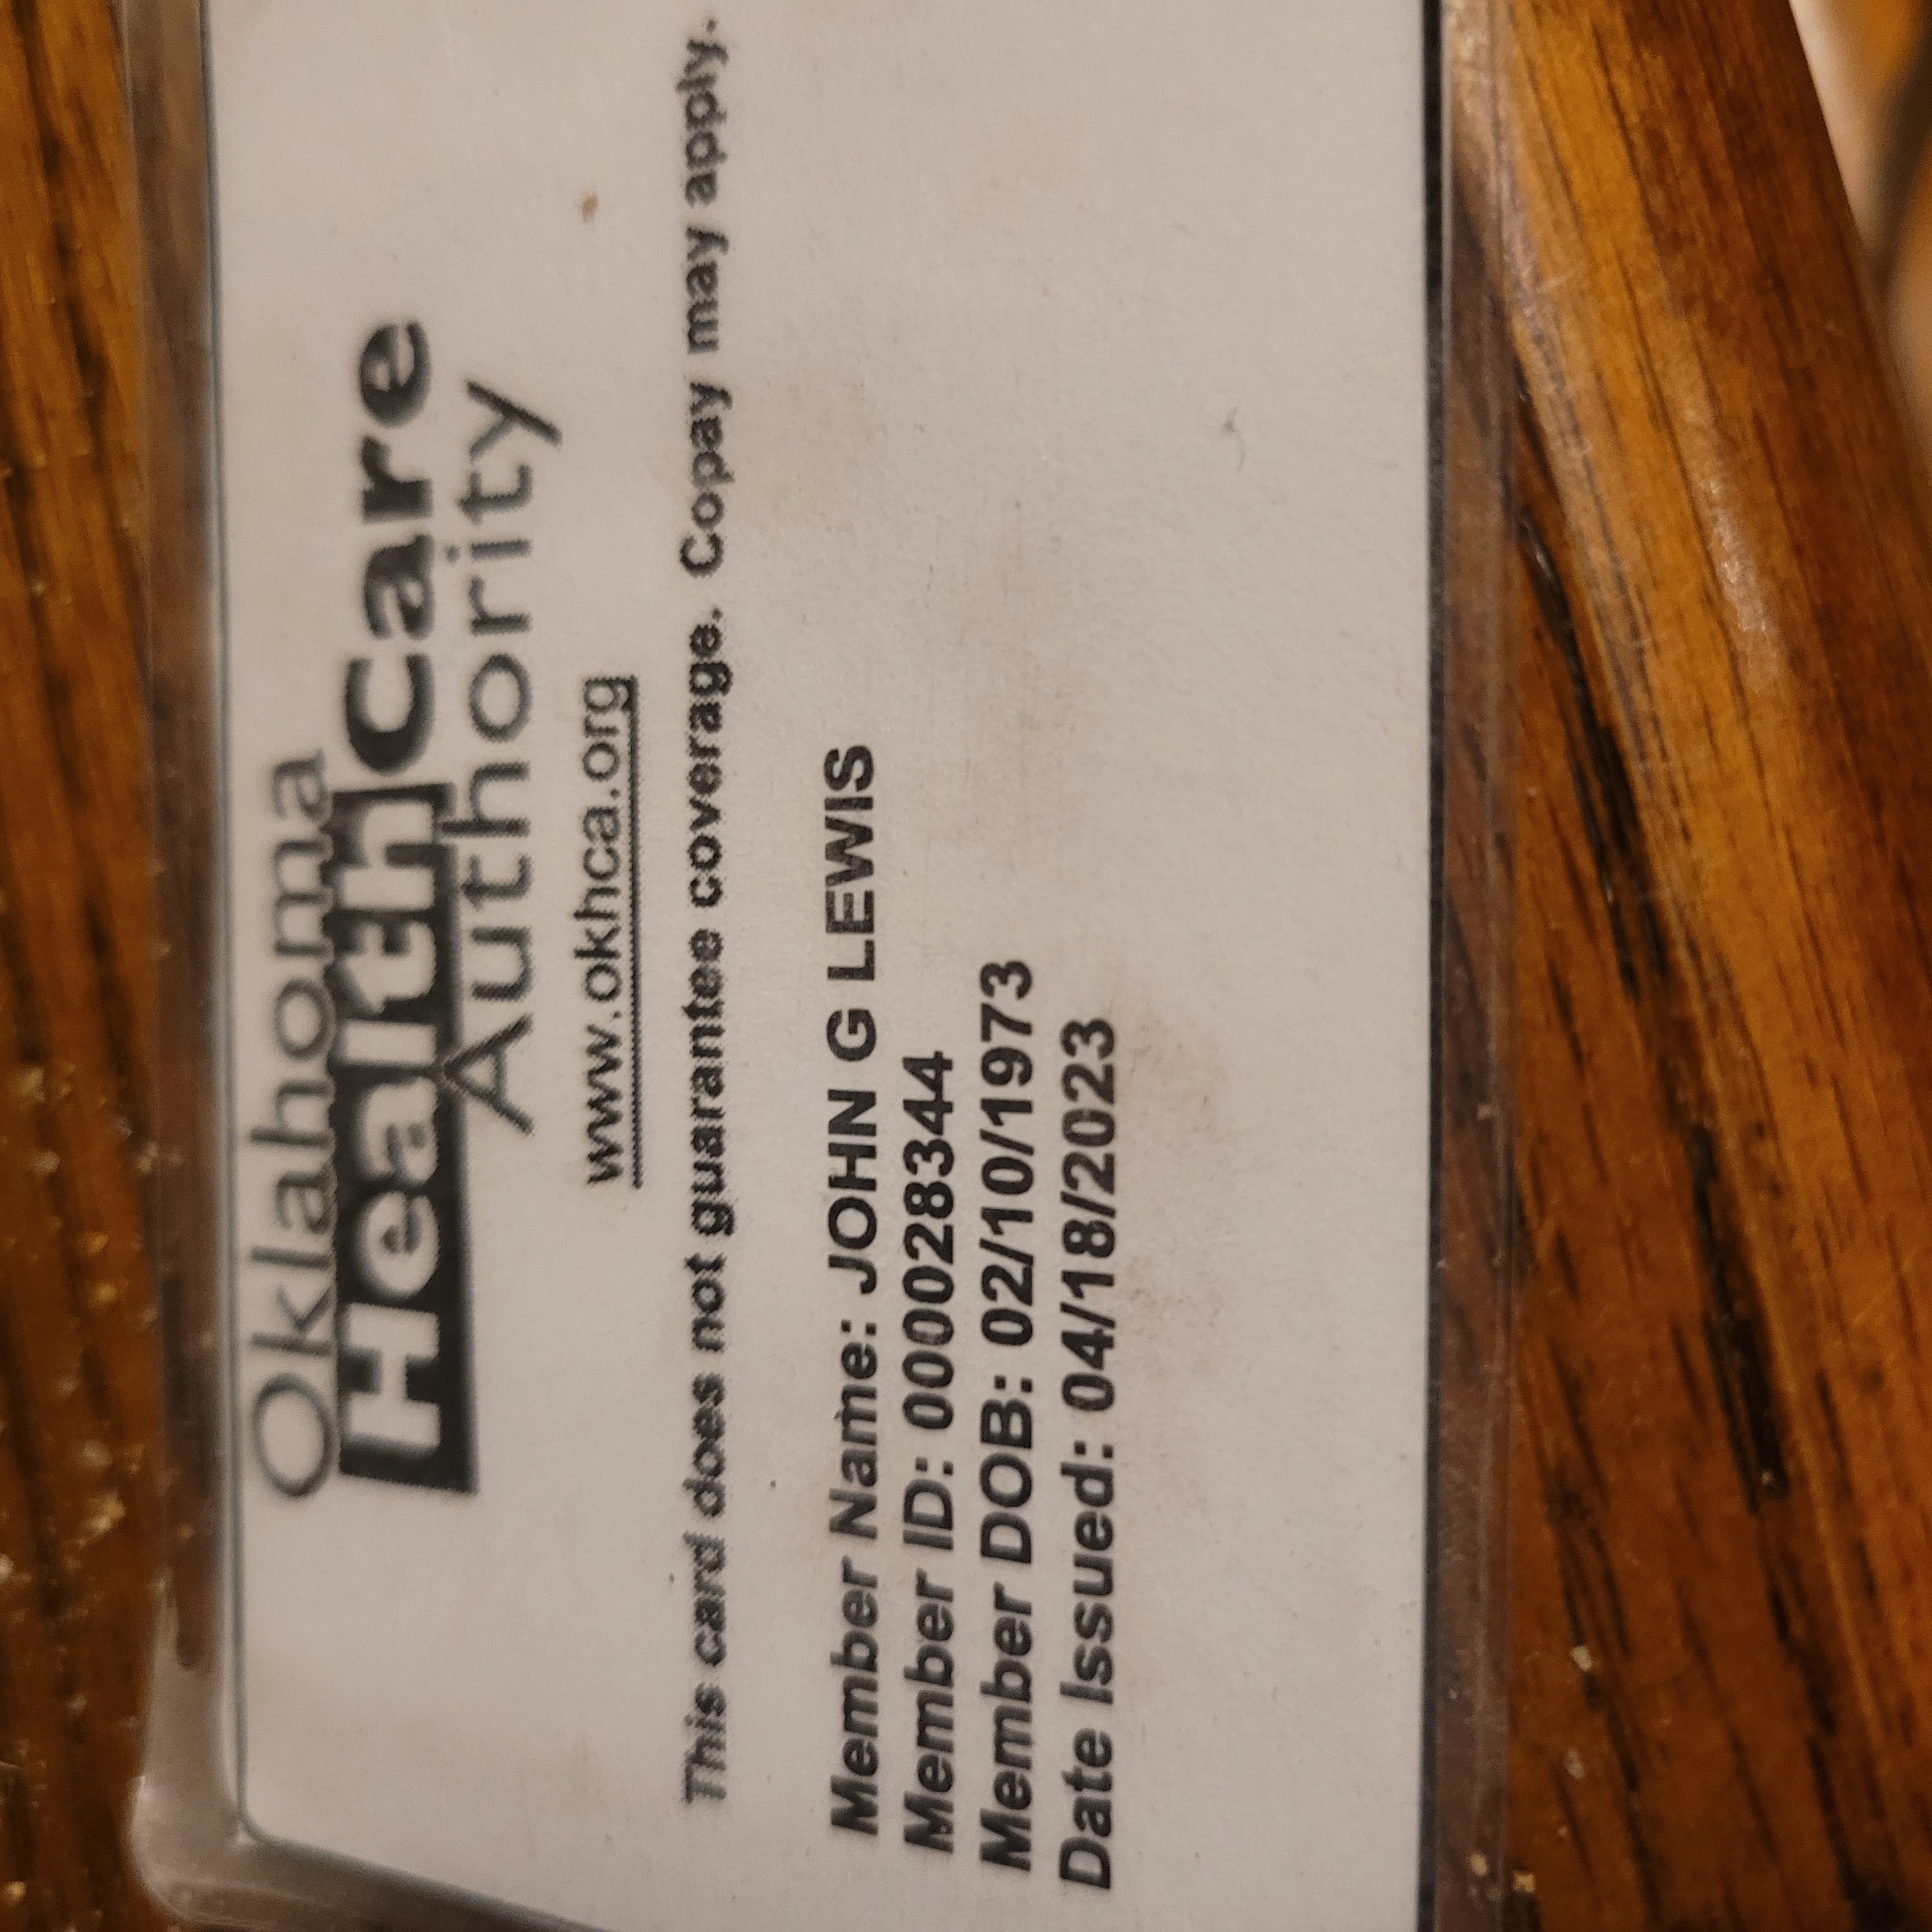 Oklahoma
HealthCare
Authority
www.okhca.org
This card does not guarantee coverage. Copay may apply.
Member Name: JOHN G LEWIS
Member ID: 000028344
Member DOB: 02/10/1973
Date Issued: 04/18/2023